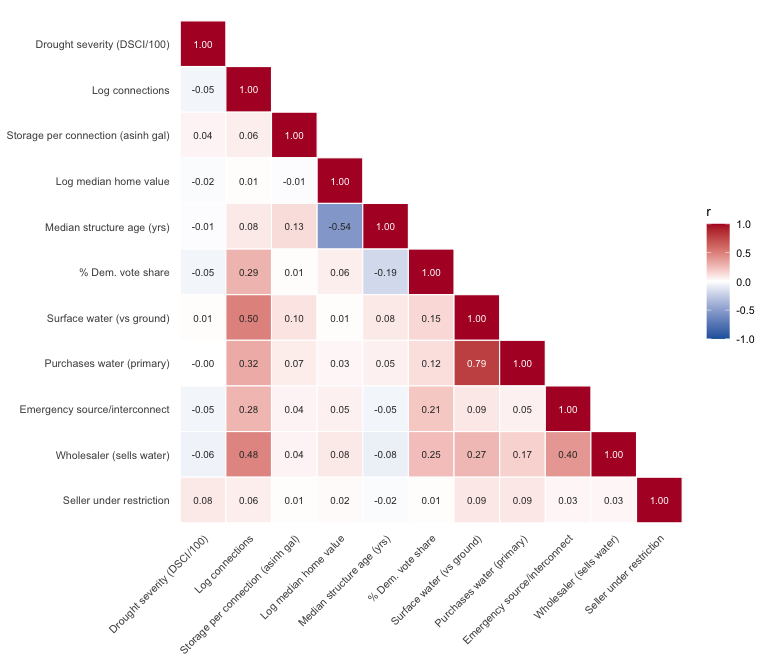 Drought severity (DSCI/100) 1.00
Log connections -0.05 1.00
Storage per connection (asinh gal) 0.04 0.06 1.00
Log median home value -0.02 0.01 -0.01 1.00
Median structure age (yrs) -0.01 0.08 0.13 -0.54 1.00
% Dem. vote share -0.05 0.29 0.01 0.06 -0.19 1.00
Surface water (vs ground) 0.01 0.50 0.10 0.01 0.08 0.15 1.00
Purchases water (primary) -0.00 0.32 0.07 0.03 0.05 0.12 0.79 1.00
Emergency source/interconnect -0.05 0.28 0.04 0.05 -0.05 0.21 0.09 0.05 1.00
Wholesaler (sells water) -0.06 0.48 0.04 0.08 -0.08 0.25 0.27 0.17 0.40 1.00
Seller under restriction 0.08 0.06 0.01 0.02 -0.02 0.01 0.09 0.09 0.03 0.03 1.00
Drought severity (DSCI/100)
Log connections
Storage per connection (asinh gal)
Log median home value
Median structure age (yrs)
% Dem. vote share
Surface water (vs ground)
Purchases water (primary)
Emergency source/interconnect
Wholesaler (sells water)
Seller under restriction
r
1.0
0.5
0.0
-0.5
-1.0